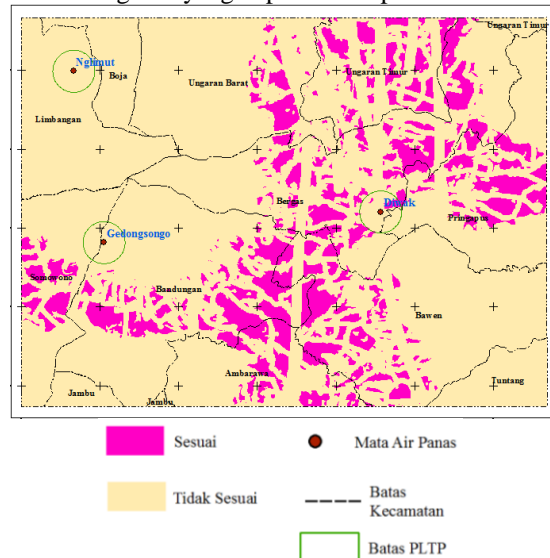 Ungaran Timur
Nglimut
Boja
Ungaran Barat
Ungaran Timur
Limbangan
Bergas
Diwak
Pringapus
Gedongsongo
Somowono
Bandungan
Bawen
Ambarawa
Tuntang
Jambu
Jambu
Sesuai
Mata Air Panas
Tidak Sesuai
Batas
Kecamatan
Batas PLTP